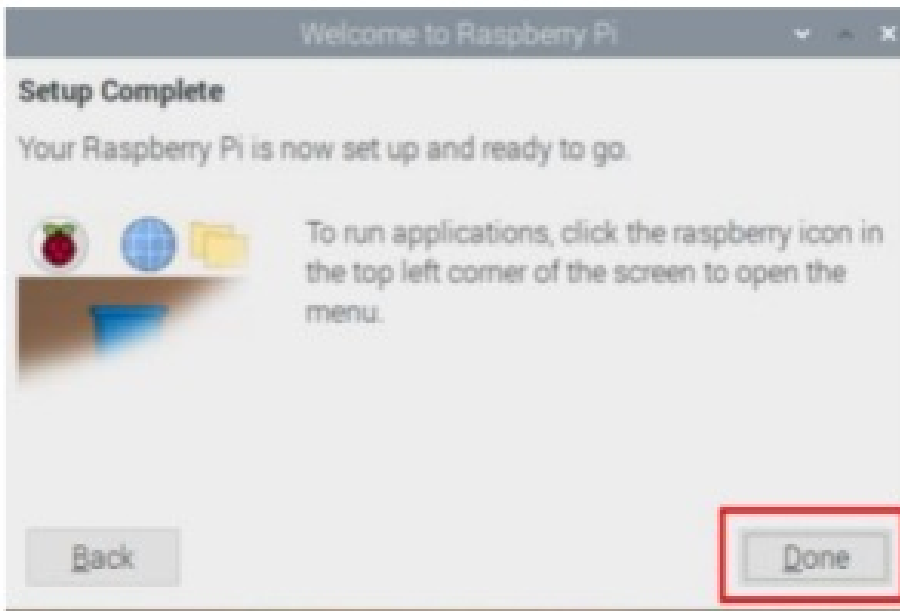 Welcome to Raspberry Pi
Setup Complete
Your Raspberry Pi is now set up and ready to go.
To run applications, click the raspberry icon in
the top left corner of the screen to open the
menu.
Back
Done